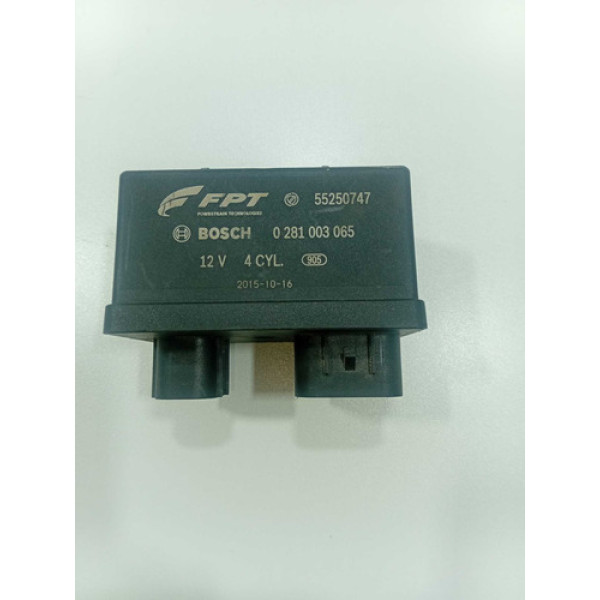 FPT 55250747
POWERTRAIN TECHNOLOGIES
BOSCH 0 281 003 065
12 V 4 CYL. 905
2015-10-16